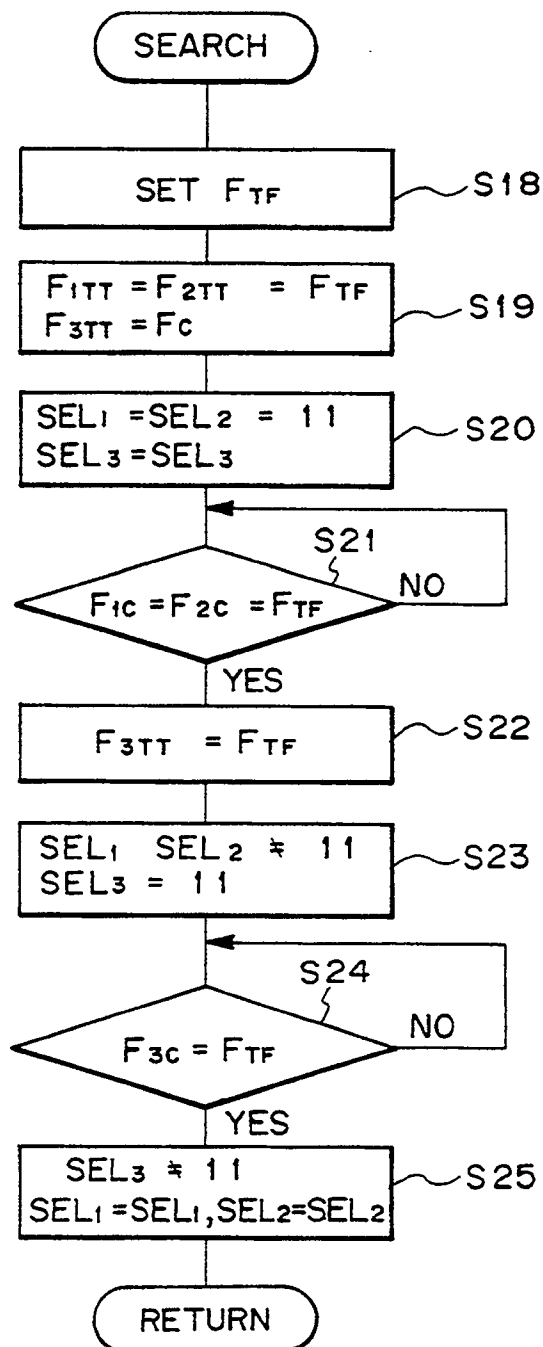 SEARCH
SET FTF
S18
F1TT = F2TT = FTF
F3TT = FC
S19
SEL1 = SEL2 = 11
SEL3 = SEL3
S20
S21
F1C = F2C = FTF
NO
YES
F3TT = FTF
S22
SEL1 SEL2 ≒ 11
SEL3 = 11
S23
S24
F3C = FTF
NO
YES
SEL3 ≒ 11
SEL1 = SEL1, SEL2 = SEL2
S25
RETURN